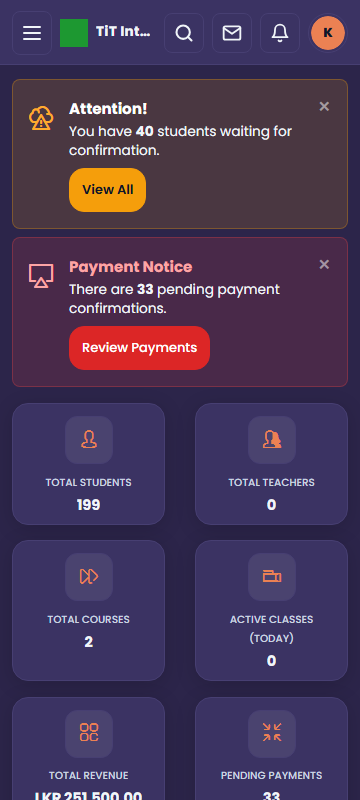 TiT Int...
K
Attention!
You have 40 students waiting for
confirmation.
View All
Payment Notice
There are 33 pending payment
confirmations.
Review Payments
TOTAL STUDENTS
199
TOTAL TEACHERS
0
TOTAL COURSES
2
ACTIVE CLASSES
(TODAY)
0
TOTAL REVENUE
LKR 251,500.00
PENDING PAYMENTS
33